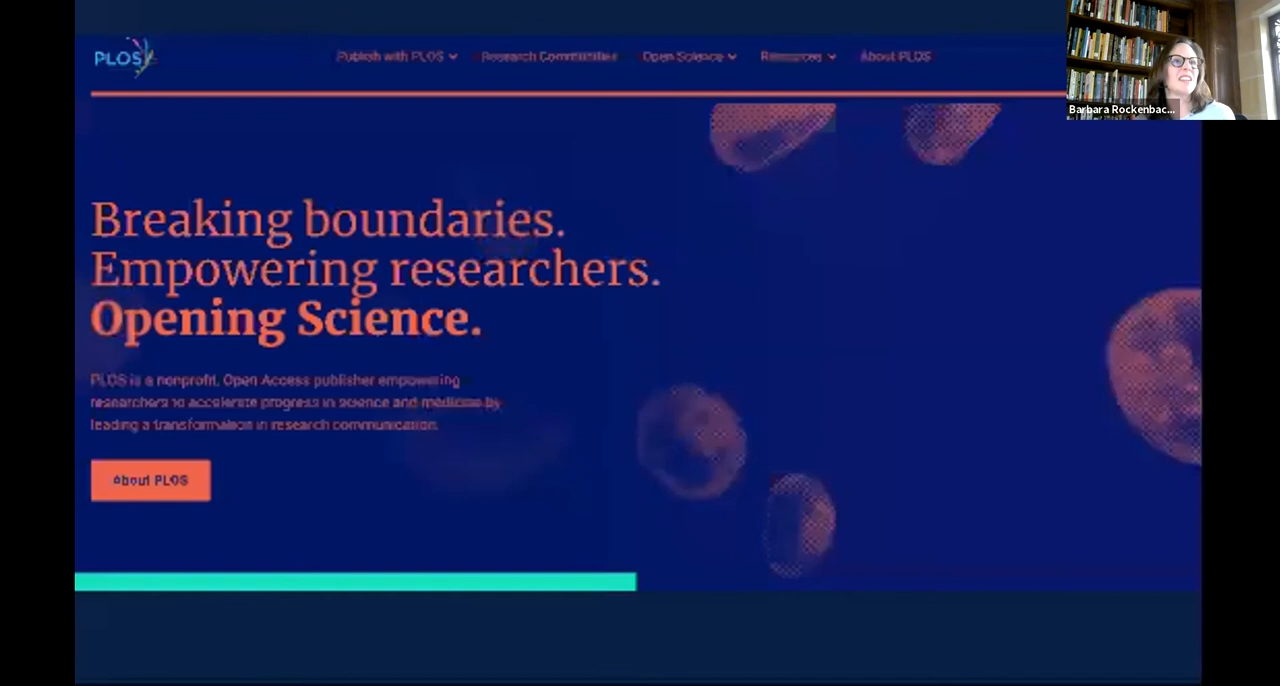 PLOS
Publish with PLOS Research Communities Open Science Resources About PLOS
Barbara Rockenbac...
Breaking boundaries.
Empowering researchers.
Opening Science.
PLOS is a nonprofit, Open Access publisher empowering
researchers to accelerate progress in science and medicine by
leading a transformation in research communication.
About PLOS